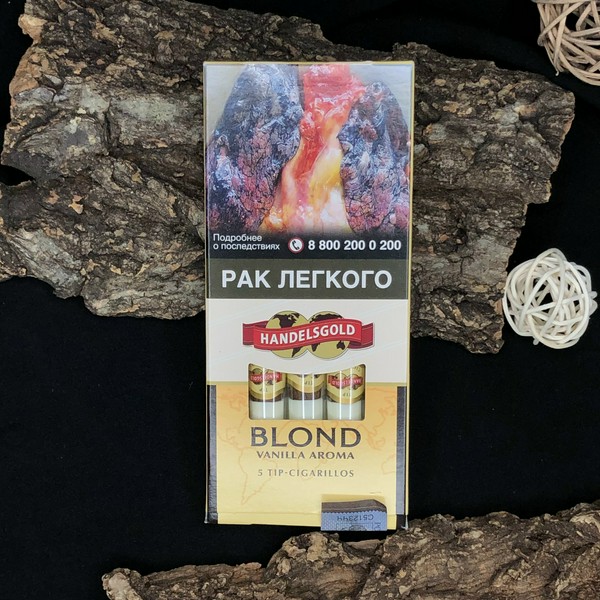 Подробнее
о последствиях
8 800 200 0 200
РАК ЛЕГКОГО
HANDELSGOLD
BLOND
VANILLA AROMA
5 TIP-CIGARILLOS